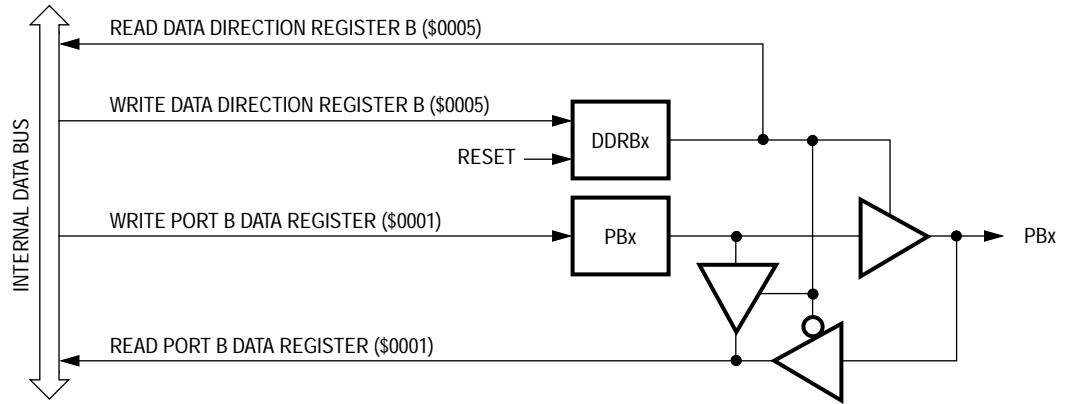 READ DATA DIRECTION REGISTER B ($0005)
WRITE DATA DIRECTION REGISTER B ($0005)
DDRBx
RESET
INTERNAL DATA BUS
WRITE PORT B DATA REGISTER ($0001)
PBx
PBx
READ PORT B DATA REGISTER ($0001)